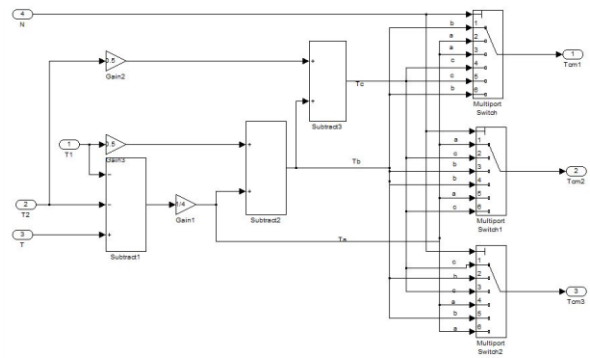 4
N
b
1
a
2
a
3
c
4
c
5
b
6
Multiport
Switch
1
Tcm1
0.5
Gain2
+
+
Subtract3
Tc
1
T1
0.5
Gain3
+
+
Subtract2
Tb
a
1
c
2
b
3
b
4
a
5
c
6
Multiport
Switch1
2
Tcm2
2
T2
3
T
−
−
+
Subtract1
1/4
Gain1
Ta
c
1
b
2
c
3
a
4
b
5
a
6
Multiport
Switch2
3
Tcm3